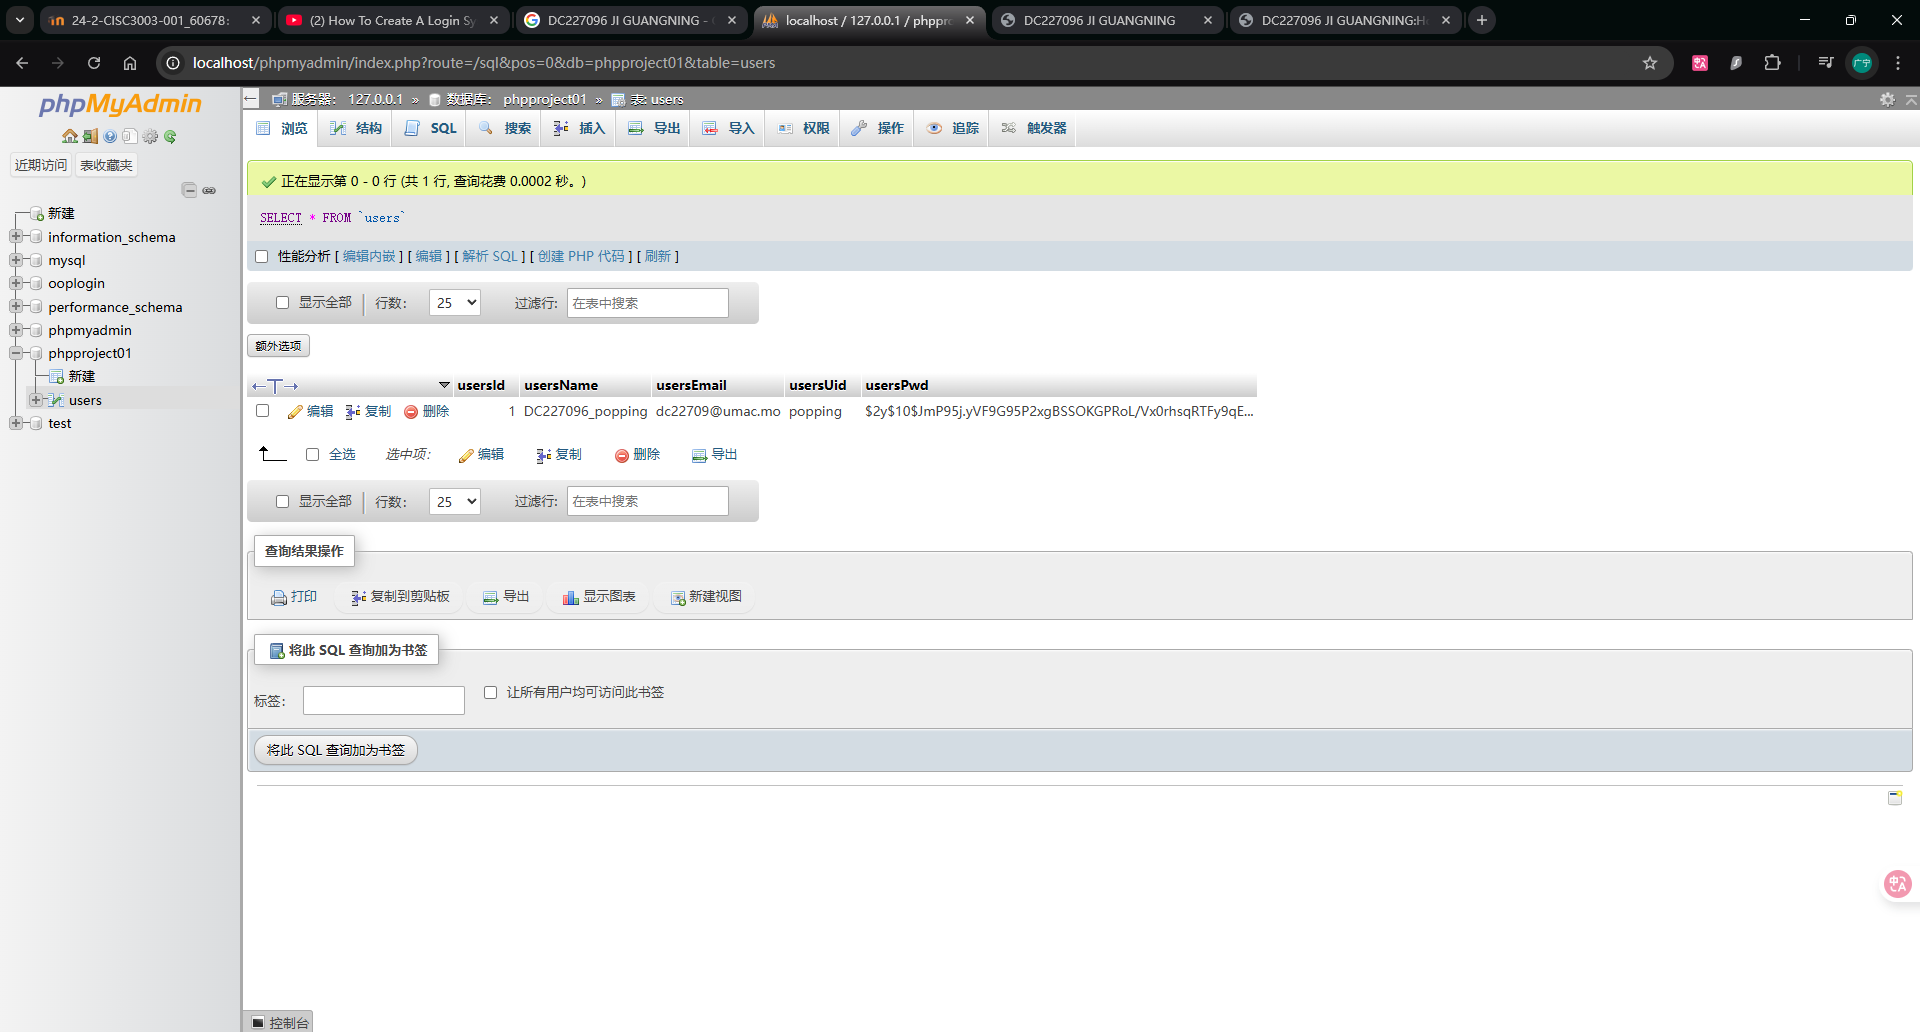 24-2-CISC3003-001_60678:
(2) How To Create A Login Sy
DC227096 JI GUANGNING -
localhost / 127.0.0.1 / phppro
DC227096 JI GUANGNING
DC227096 JI GUANGNING:H
localhost/phpmyadmin/index.php?route=/sql&pos=0&db=phpproject01&table=users
广宁
phpMyAdmin
近期访问
表收藏夹
新建
information_schema
mysql
ooplogin
performance_schema
phpmyadmin
phpproject01
新建
users
test
服务器: 127.0.0.1 » 数据库: phpproject01 » 表: users
浏览 结构 SQL 搜索 插入 导出 导入 权限 操作 追踪 触发器
正在显示第 0 - 0 行 (共 1 行, 查询花费 0.0002 秒。)
SELECT * FROM `users`
性能分析 [ 编辑内嵌 ] [ 编辑 ] [ 解析 SQL ] [ 创建 PHP 代码 ] [ 刷新 ]
显示全部 行数: 25 过滤行: 在表中搜索
额外选项
←T→ usersId usersName usersEmail usersUid usersPwd
编辑 复制 删除 1 DC227096_popping dc22709@umac.mo popping $2y$10$JmP95j.yVF9G95P2xgBSSOKGPRoL/Vx0rhsqRTFy9qE...
全选 选中项: 编辑 复制 删除 导出
显示全部 行数: 25 过滤行: 在表中搜索
查询结果操作
打印 复制到剪贴板 导出 显示图表 新建视图
将此 SQL 查询加为书签
标签: 让所有用户均可访问此书签
将此 SQL 查询加为书签
控制台